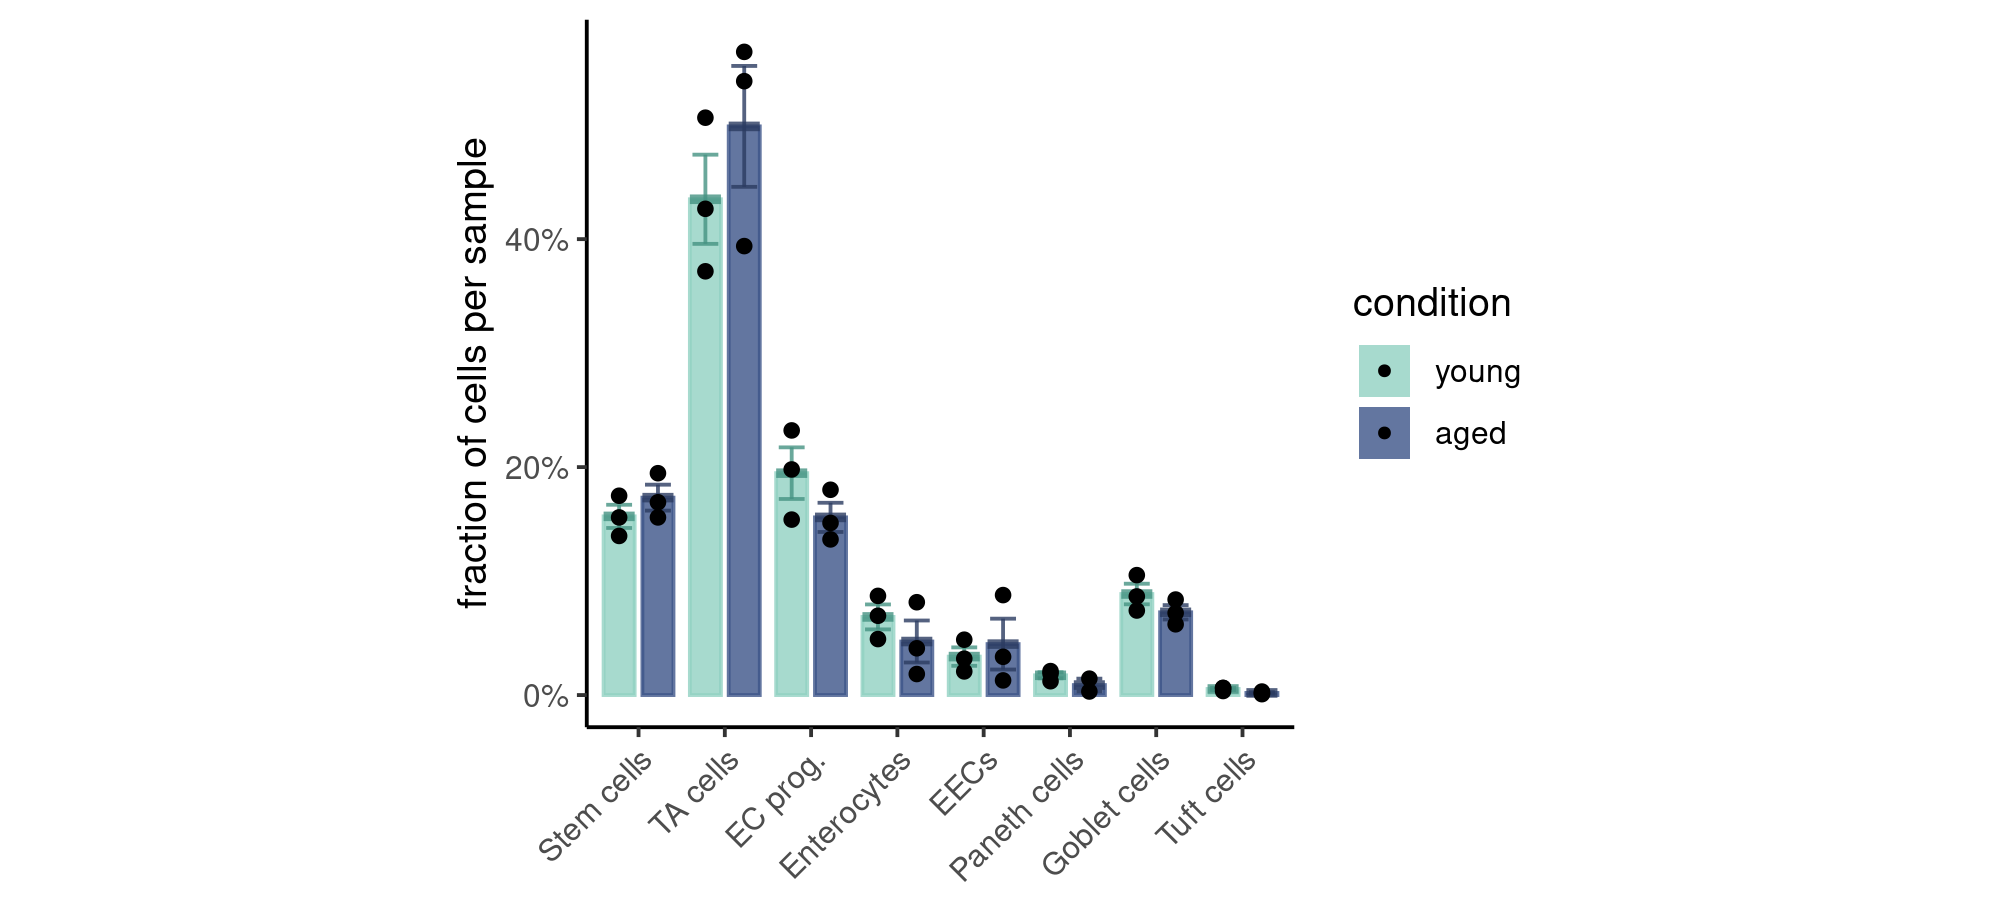 fraction of cells per sample
40%
20%
0%
Stem cells
TA cells
EC prog.
Enterocytes
EECs
Paneth cells
Goblet cells
Tuft cells
condition
young
aged